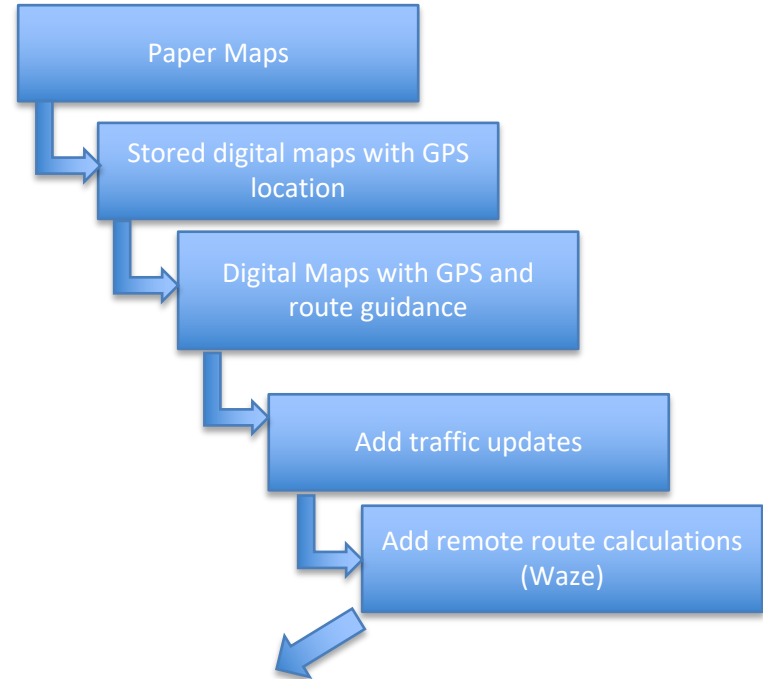 Paper Maps
Stored digital maps with GPS
location
Digital Maps with GPS and
route guidance
Add traffic updates
Add remote route calculations
(Waze)